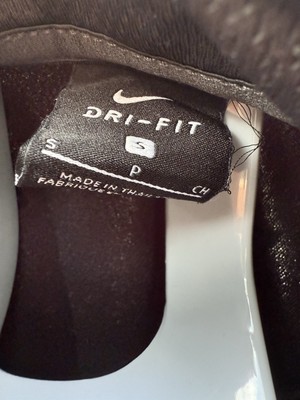 DRI-FIT
S
S P CH
MADE IN THAI
FABRIQUÉ